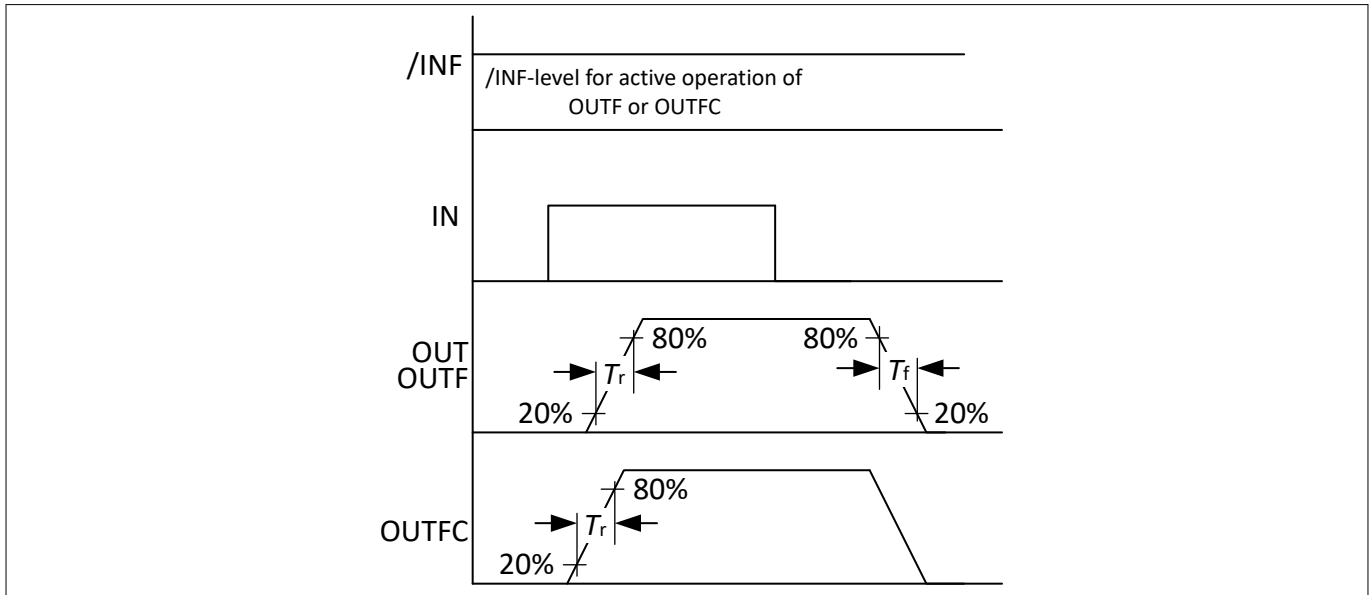 /INF
/INF-level for active operation of
OUTF or OUTFC
IN
OUT
OUTF
80%
80%
Tr
Tf
20%
20%
OUTFC
80%
Tr
20%